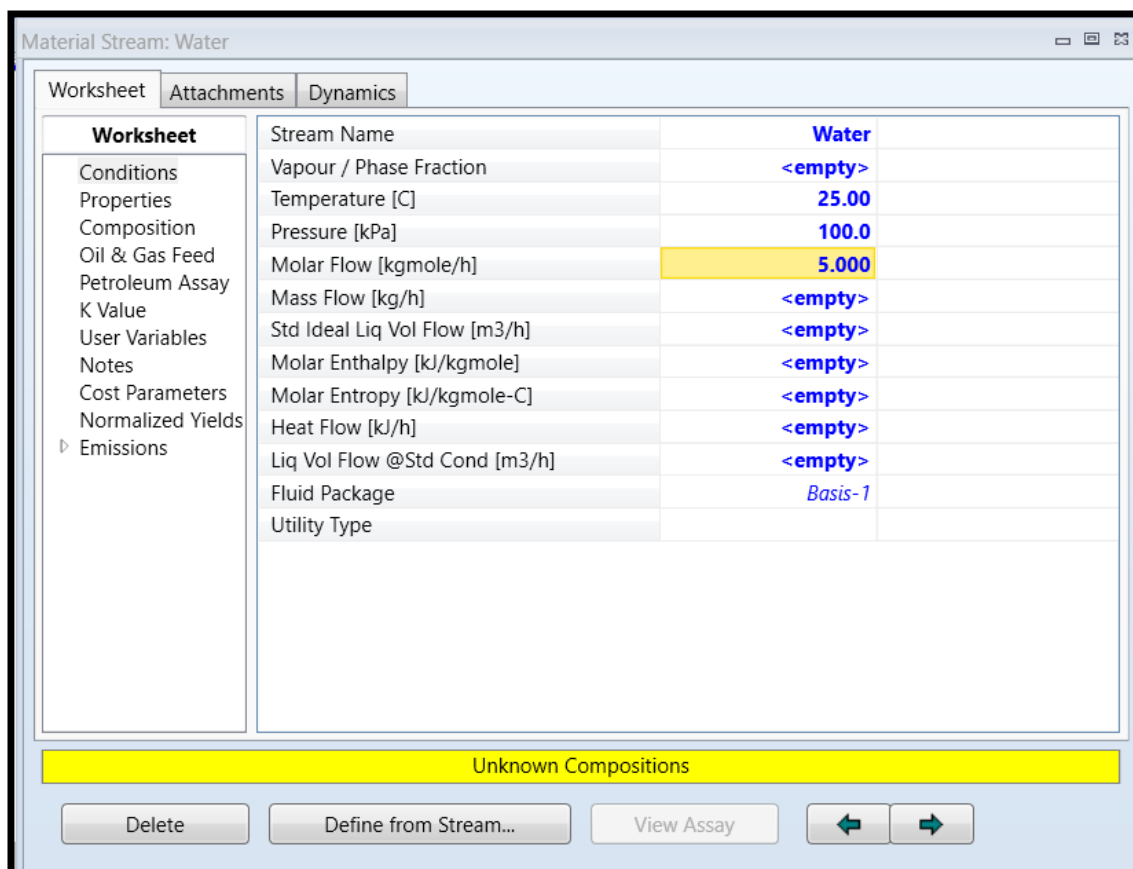 Material Stream: Water
Worksheet Attachments Dynamics
Worksheet
Conditions
Properties
Composition
Oil & Gas Feed
Petroleum Assay
K Value
User Variables
Notes
Cost Parameters
Normalized Yields
Emissions
Stream Name Water
Vapour / Phase Fraction <empty>
Temperature [C] 25.00
Pressure [kPa] 100.0
Molar Flow [kgmole/h] 5.000
Mass Flow [kg/h] <empty>
Std Ideal Liq Vol Flow [m3/h] <empty>
Molar Enthalpy [kJ/kgmole] <empty>
Molar Entropy [kJ/kgmole-C] <empty>
Heat Flow [kJ/h] <empty>
Liq Vol Flow @Std Cond [m3/h] <empty>
Fluid Package Basis-1
Utility Type
Unknown Compositions
Delete Define from Stream... View Assay